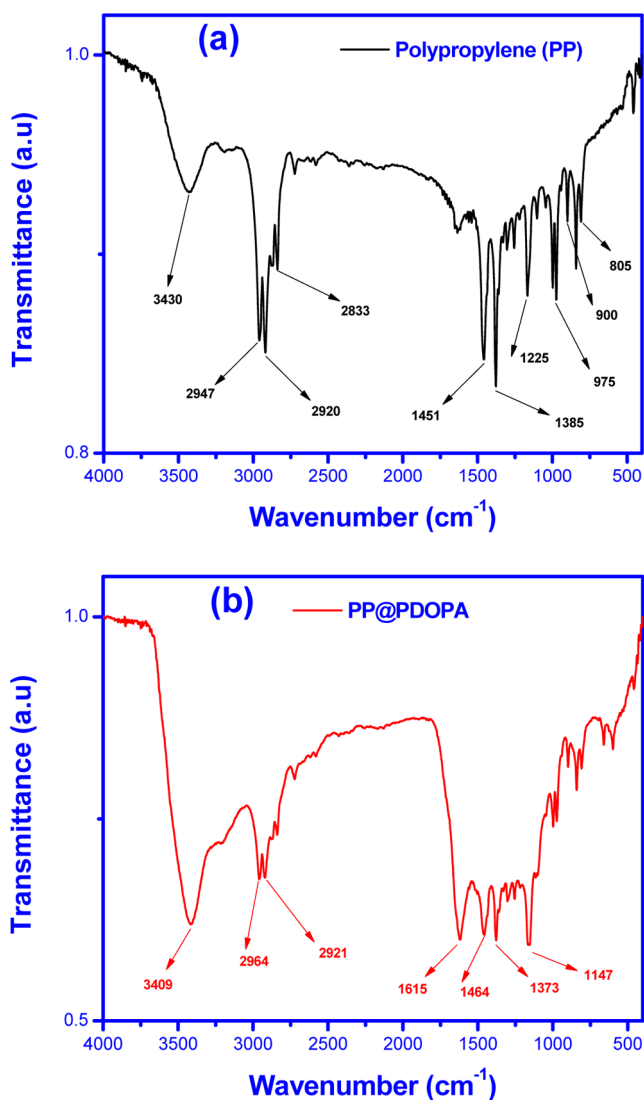 (a)
Polypropylene (PP)
Transmittance (a.u)
1.0
0.8
3430
2947
2920
2833
1451
1385
1225
975
900
805
4000 3500 3000 2500 2000 1500 1000 500
Wavenumber (cm⁻¹)
(b)
PP@PDOPA
Transmittance (a.u)
1.0
0.5
3409
2964
2921
1615
1464
1373
1147
4000 3500 3000 2500 2000 1500 1000 500
Wavenumber (cm⁻¹)